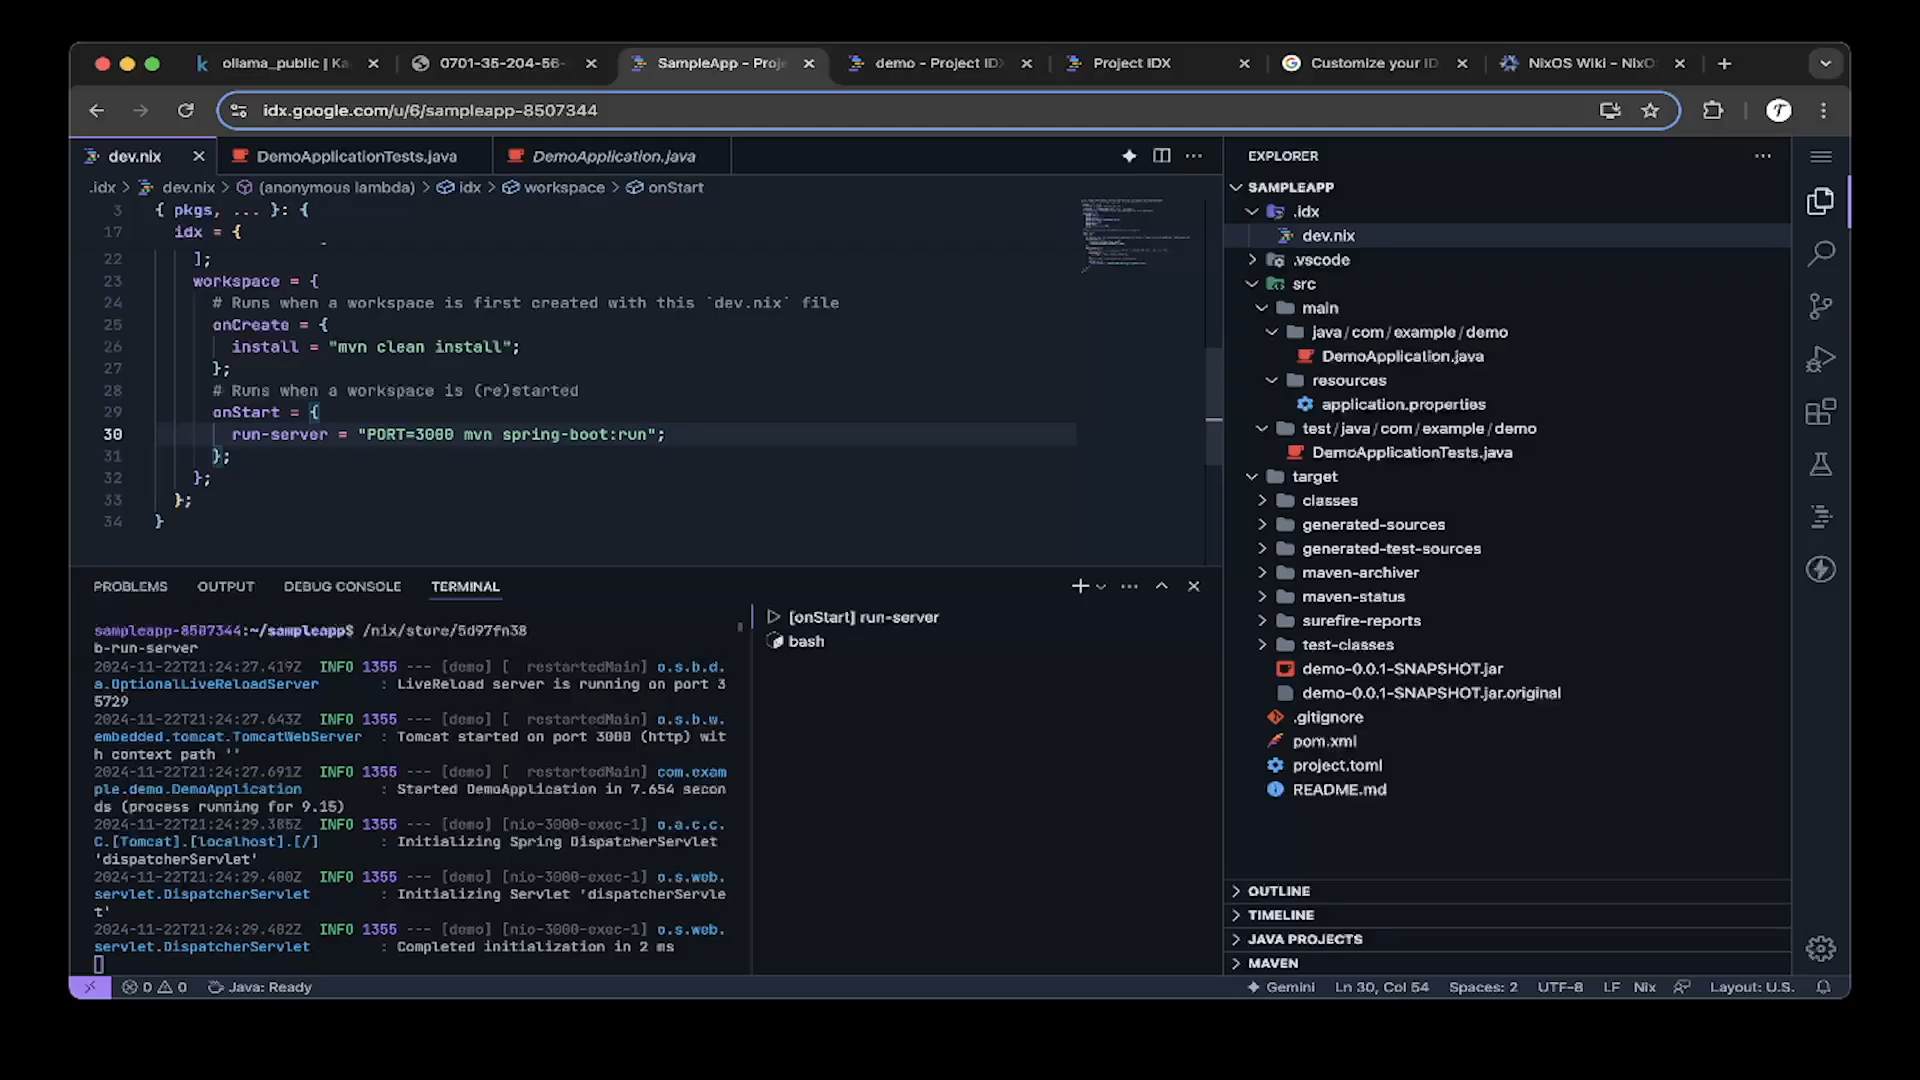 ollama_public | Ka
0701-35-204-56-
SampleApp - Proje
demo - Project IDX
Project IDX
Customize your ID
NixOS Wiki - NixO
idx.google.com/u/6/sampleapp-8507344
dev.nix
DemoApplicationTests.java
DemoApplication.java
.idx > dev.nix > (anonymous lambda) > idx > workspace > onStart
3 { pkgs, ... }: {
17 idx = {
22 ];
23 workspace = {
24 # Runs when a workspace is first created with this `dev.nix` file
25 onCreate = {
26 install = "mvn clean install";
27 };
28 # Runs when a workspace is (re)started
29 onStart = {
30 run-server = "PORT=3000 mvn spring-boot:run";
31 };
32 };
33 };
34 }
PROBLEMS OUTPUT DEBUG CONSOLE TERMINAL
sampleapp-8507344:~/sampleapp$ /nix/store/5d97fn38
b-run-server
2024-11-22T21:24:27.419Z INFO 1355 --- [demo] [ restartedMain] o.s.b.d.
a.OptionalLiveReloadServer : LiveReload server is running on port 3
5729
2024-11-22T21:24:27.643Z INFO 1355 --- [demo] [ restartedMain] o.s.b.w.
embedded.tomcat.TomcatWebServer : Tomcat started on port 3000 (http) wit
h context path ''
2024-11-22T21:24:27.691Z INFO 1355 --- [demo] [ restartedMain] com.exam
ple.demo.DemoApplication : Started DemoApplication in 7.654 secon
ds (process running for 9.15)
2024-11-22T21:24:29.385Z INFO 1355 --- [demo] [nio-3000-exec-1] o.a.c.c.
C.[Tomcat].[localhost].[/] : Initializing Spring DispatcherServlet
'dispatcherServlet'
2024-11-22T21:24:29.400Z INFO 1355 --- [demo] [nio-3000-exec-1] o.s.web.
servlet.DispatcherServlet : Initializing Servlet 'dispatcherServle
t'
2024-11-22T21:24:29.402Z INFO 1355 --- [demo] [nio-3000-exec-1] o.s.web.
servlet.DispatcherServlet : Completed initialization in 2 ms
[onStart] run-server
bash
EXPLORER
SAMPLEAPP
.idx
dev.nix
.vscode
src
main
java/com/example/demo
DemoApplication.java
resources
application.properties
test/java/com/example/demo
DemoApplicationTests.java
target
classes
generated-sources
generated-test-sources
maven-archiver
maven-status
surefire-reports
test-classes
demo-0.0.1-SNAPSHOT.jar
demo-0.0.1-SNAPSHOT.jar.original
.gitignore
pom.xml
project.toml
README.md
OUTLINE
TIMELINE
JAVA PROJECTS
MAVEN
0 0 Java: Ready
Gemini Ln 30, Col 54 Spaces: 2 UTF-8 LF Nix Layout: U.S.